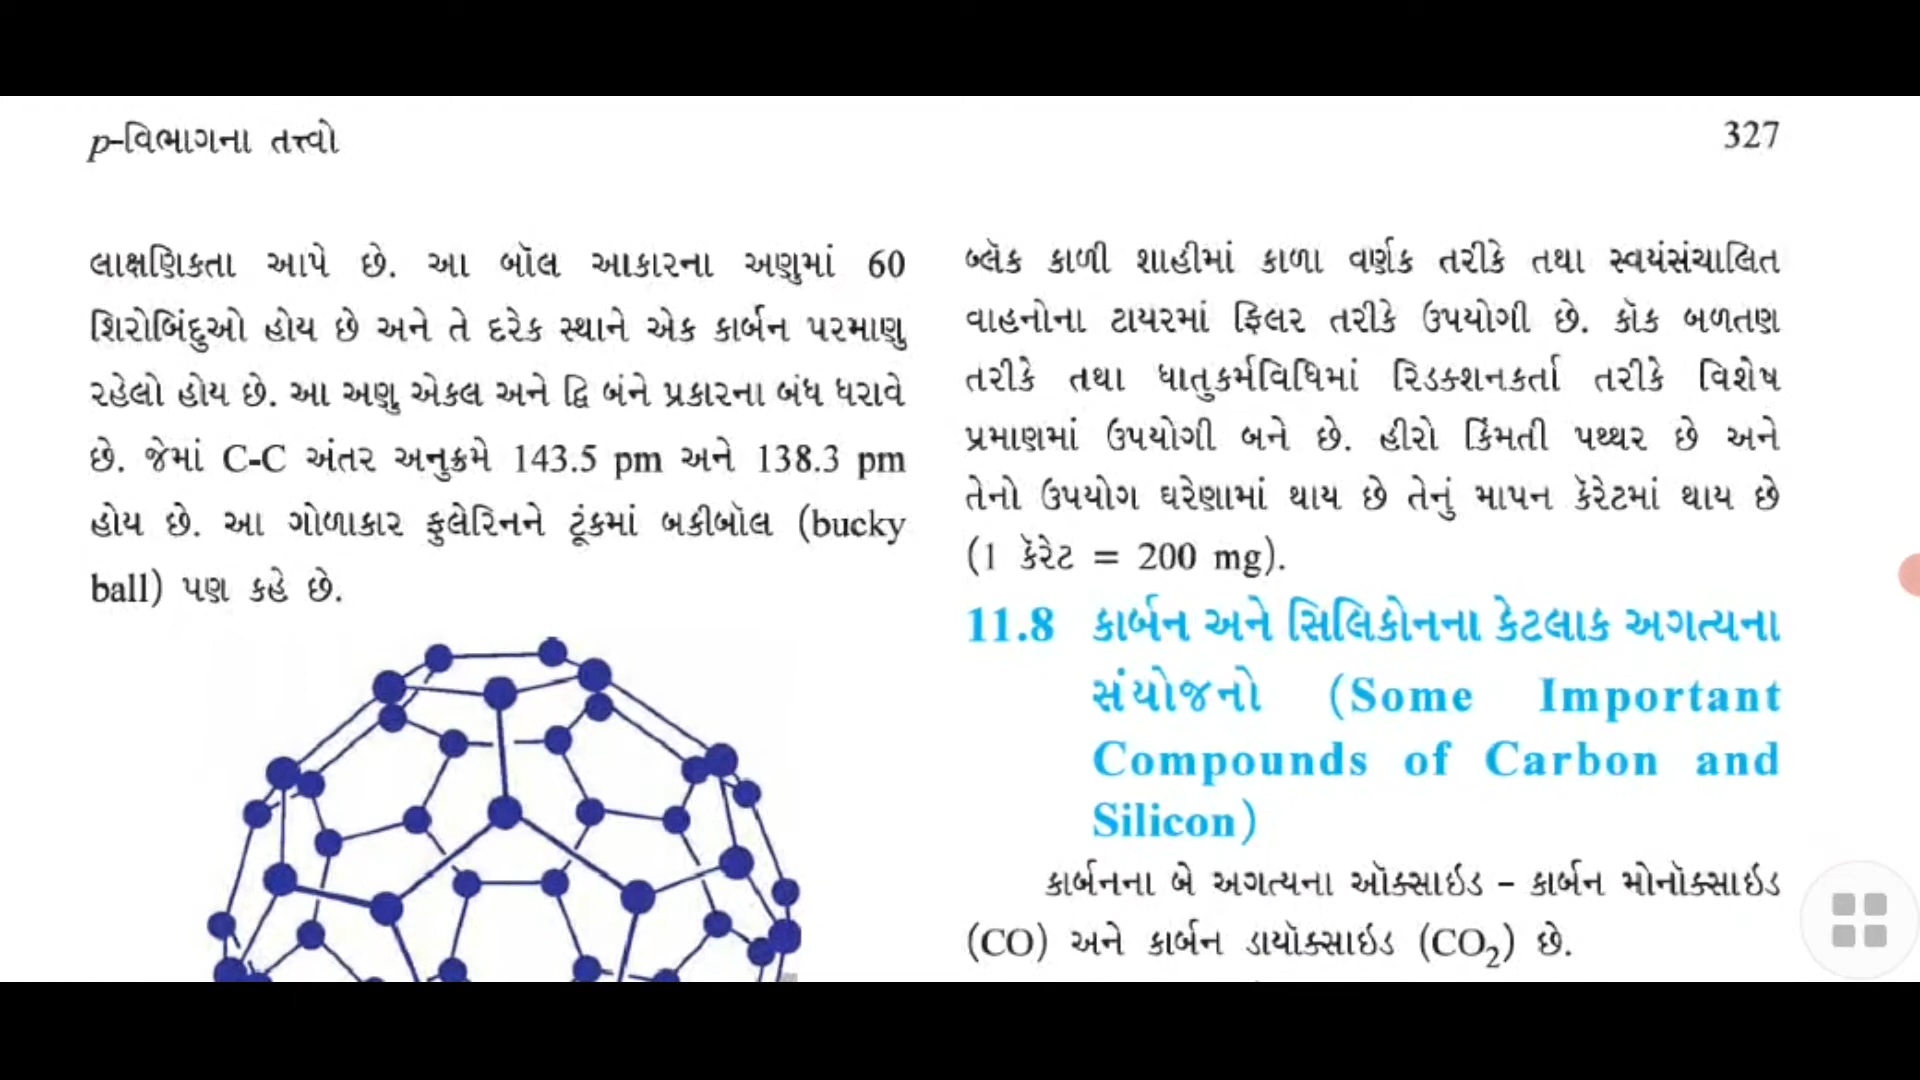 p-વિભાગના તત્ત્વો
327
લાક્ષણિકતા આપે છે. આ બૉલ આકારના અણુમાં 60
શિરોબિંદુઓ હોય છે અને તે દરેક સ્થાને એક કાર્બન પરમાણુ
રહેલો હોય છે. આ અણુ એકલ અને દ્વિ બંને પ્રકારના બંધ ધરાવે
છે. જેમાં C-C અંતર અનુક્રમે 143.5 pm અને 138.3 pm
હોય છે. આ ગોળાકાર ફુલેરિનને ટૂંકમાં બકીબૉલ (bucky
ball) પણ કહે છે.
બ્લૅક કાળી શાહીમાં કાળા વર્ણક તરીકે તથા સ્વયંસંચાલિત
વાહનોના ટાયરમાં ફિલર તરીકે ઉપયોગી છે. કૉક બળતણ
તરીકે તથા ધાતુકર્મવિધિમાં રિડક્શનકર્તા તરીકે વિશેષ
પ્રમાણમાં ઉપયોગી બને છે. હીરો કિંમતી પથ્થર છે અને
તેનો ઉપયોગ ઘરેણામાં થાય છે તેનું માપન કૅરેટમાં થાય છે
(1 કૅરેટ = 200 mg).
11.8 કાર્બન અને સિલિકોનના કેટલાક અગત્યના
સંયોજનો (Some Important
Compounds of Carbon and
Silicon)
કાર્બનના બે અગત્યના ઑક્સાઇડ – કાર્બન મોનૉક્સાઇડ
(CO) અને કાર્બન ડાયૉક્સાઇડ (CO₂) છે.